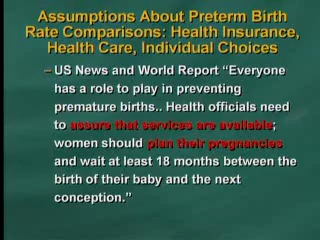 Assumptions About Preterm Birth
Rate Comparisons: Health Insurance,
Health Care, Individual Choices
– US News and World Report “Everyone
has a role to play in preventing
premature births.. Health officials need
to assure that services are available;
women should plan their pregnancies
and wait at least 18 months between the
birth of their baby and the next
conception.”